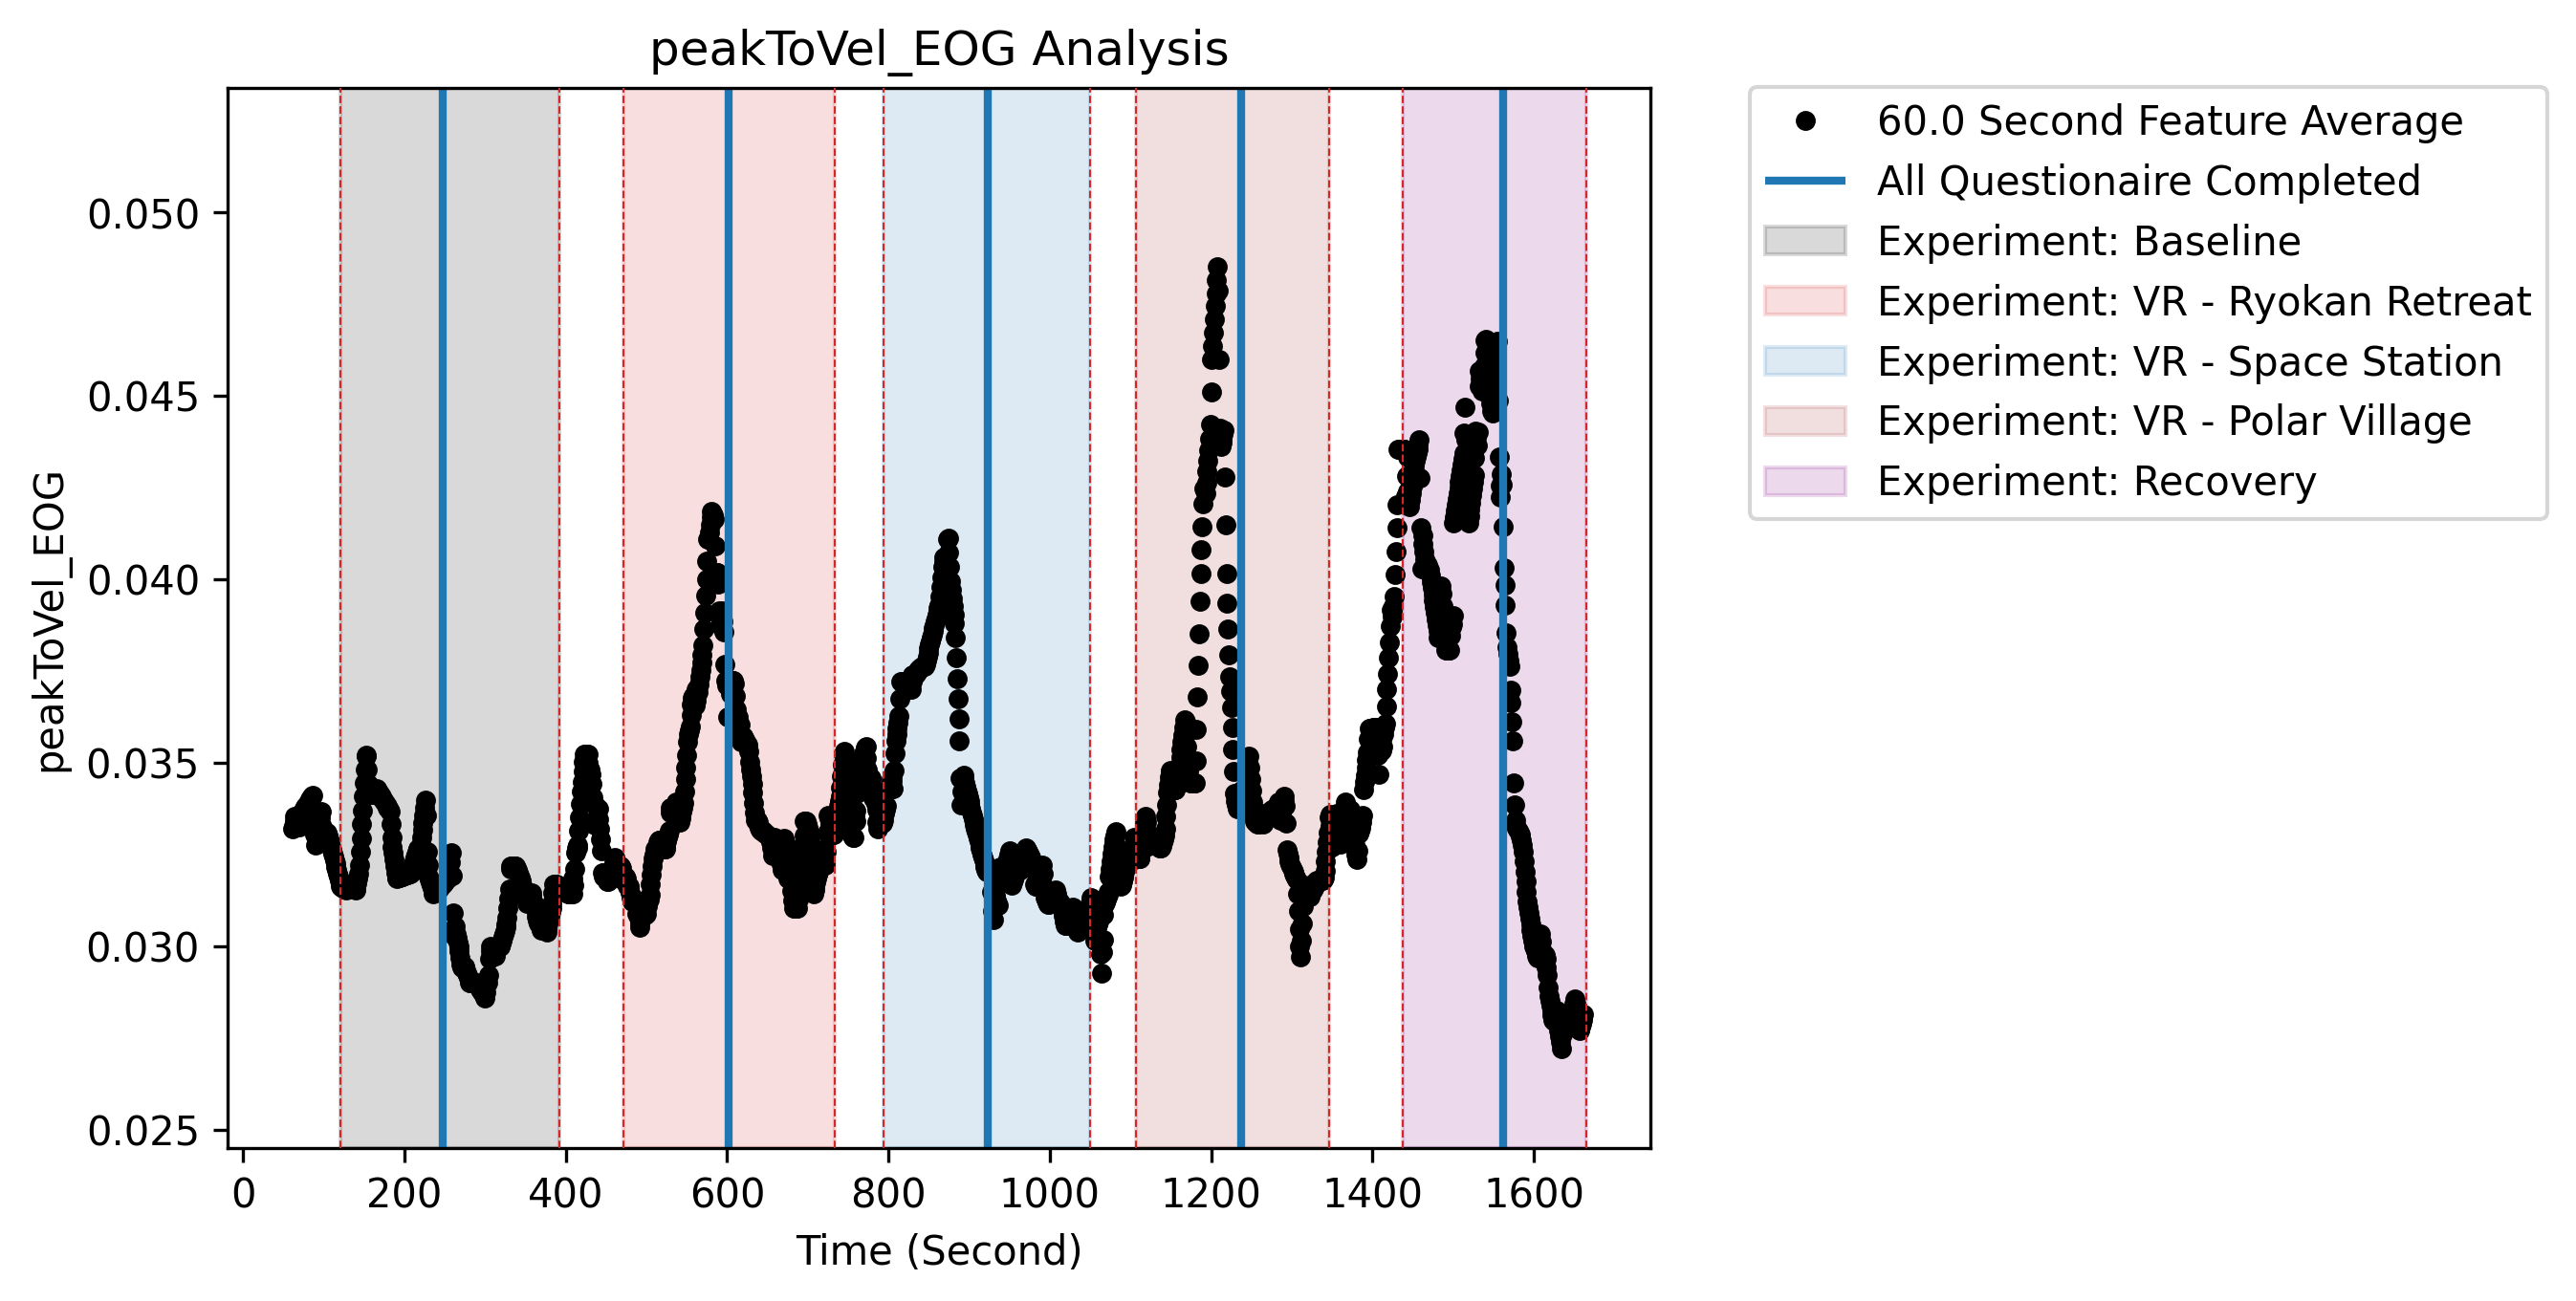 peakToVel_EOG Analysis
60.0 Second Feature Average
All Questionaire Completed
Experiment: Baseline
Experiment: VR - Ryokan Retreat
Experiment: VR - Space Station
Experiment: VR - Polar Village
Experiment: Recovery
peakToVel_EOG
0.050
0.045
0.040
0.035
0.030
0.025
0 200 400 600 800 1000 1200 1400 1600
Time (Second)